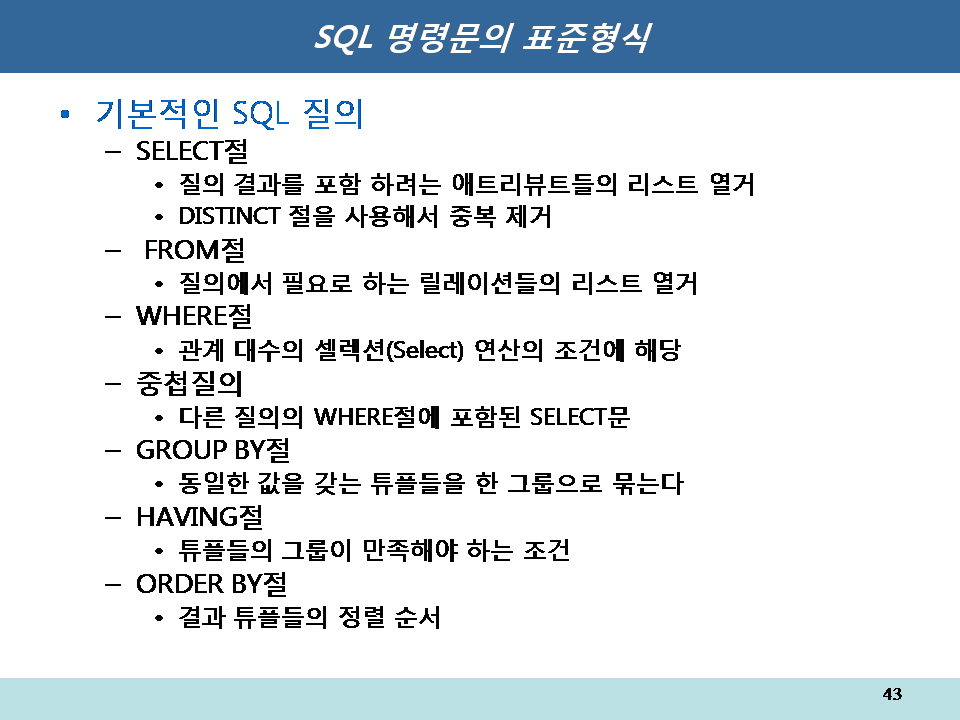 SQL 명령문의 표준형식
• 기본적인 SQL 질의
– SELECT절
• 질의 결과를 포함 하려는 애트리뷰트들의 리스트 열거
• DISTINCT 절을 사용해서 중복 제거
– FROM절
• 질의에서 필요로 하는 릴레이션들의 리스트 열거
– WHERE절
• 관계 대수의 셀렉션(Select) 연산의 조건에 해당
– 중첩질의
• 다른 질의의 WHERE절에 포함된 SELECT문
– GROUP BY절
• 동일한 값을 갖는 튜플들을 한 그룹으로 묶는다
– HAVING절
• 튜플들의 그룹이 만족해야 하는 조건
– ORDER BY절
• 결과 튜플들의 정렬 순서
43